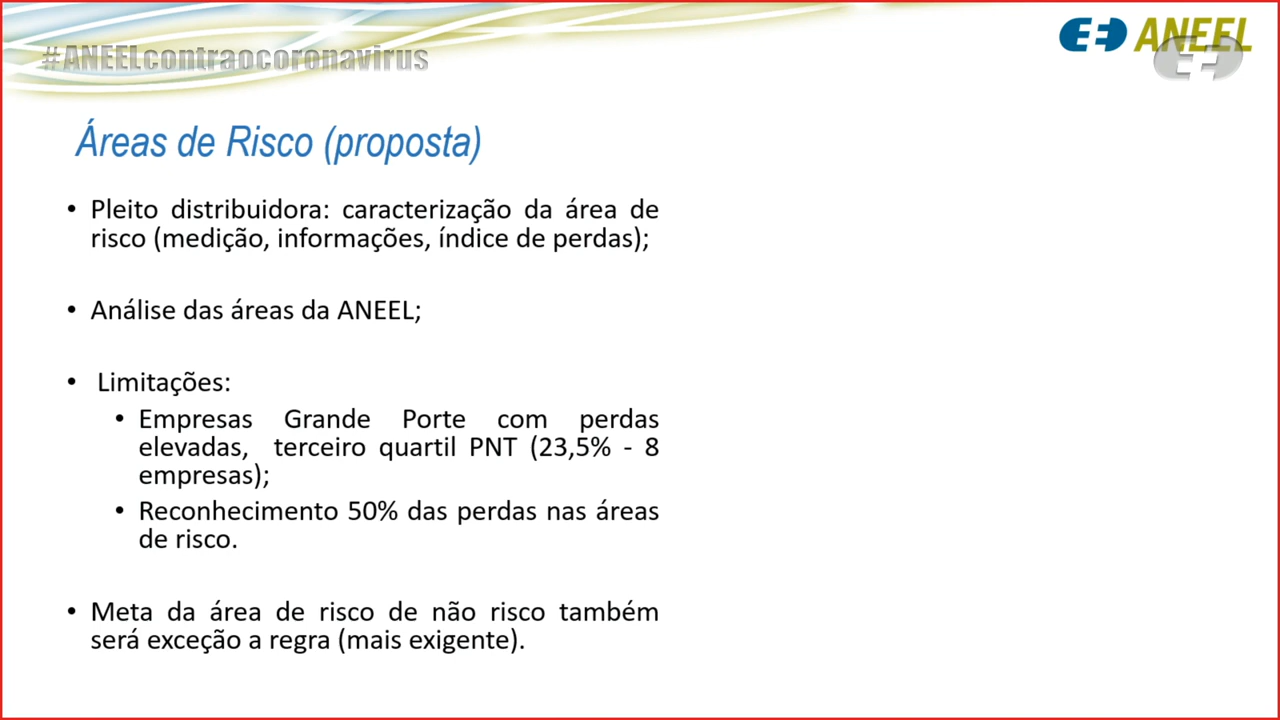 #ANEELcontraocoronavirus
ANEEL
Áreas de Risco (proposta)
• Pleito distribuidora: caracterização da área de
risco (medição, informações, índice de perdas);
• Análise das áreas da ANEEL;
• Limitações:
• Empresas Grande Porte com perdas
elevadas, terceiro quartil PNT (23,5% - 8
empresas);
• Reconhecimento 50% das perdas nas áreas
de risco.
• Meta da área de risco de não risco também
será exceção a regra (mais exigente).